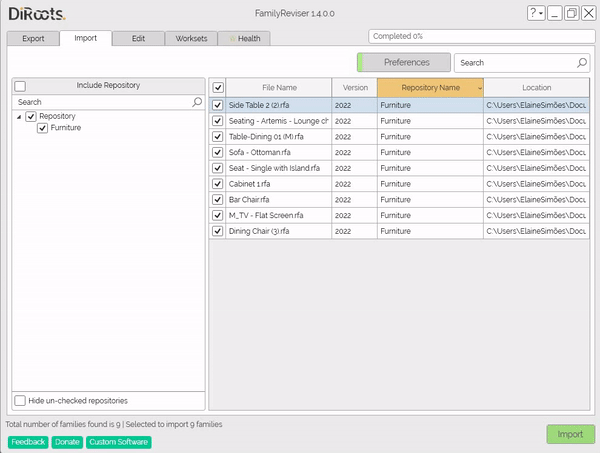 DiRoots.
FamilyReviser 1.4.0.0
?
Export
Import
Edit
Worksets
Health
Completed 0%
Preferences
Search
Include Repository
Search
Repository
Furniture
File Name Version Repository Name Location
Side Table 2 (2).rfa 2022 Furniture C:\Users\ElaineSimões\Docu
Seating - Artemis - Lounge ch 2022 Furniture C:\Users\ElaineSimões\Docu
Table-Dining 01 (M).rfa 2022 Furniture C:\Users\ElaineSimões\Docu
Sofa - Ottoman.rfa 2022 Furniture C:\Users\ElaineSimões\Docu
Seat - Single with Island.rfa 2022 Furniture C:\Users\ElaineSimões\Docu
Cabinet 1.rfa 2022 Furniture C:\Users\ElaineSimões\Docu
Bar Chair.rfa 2022 Furniture C:\Users\ElaineSimões\Docu
M_TV - Flat Screen.rfa 2022 Furniture C:\Users\ElaineSimões\Docu
Dining Chair (3).rfa 2022 Furniture C:\Users\ElaineSimões\Docu
Hide un-checked repositories
Total number of families found is 9 | Selected to import 9 families
Feedback
Donate
Custom Software
Import